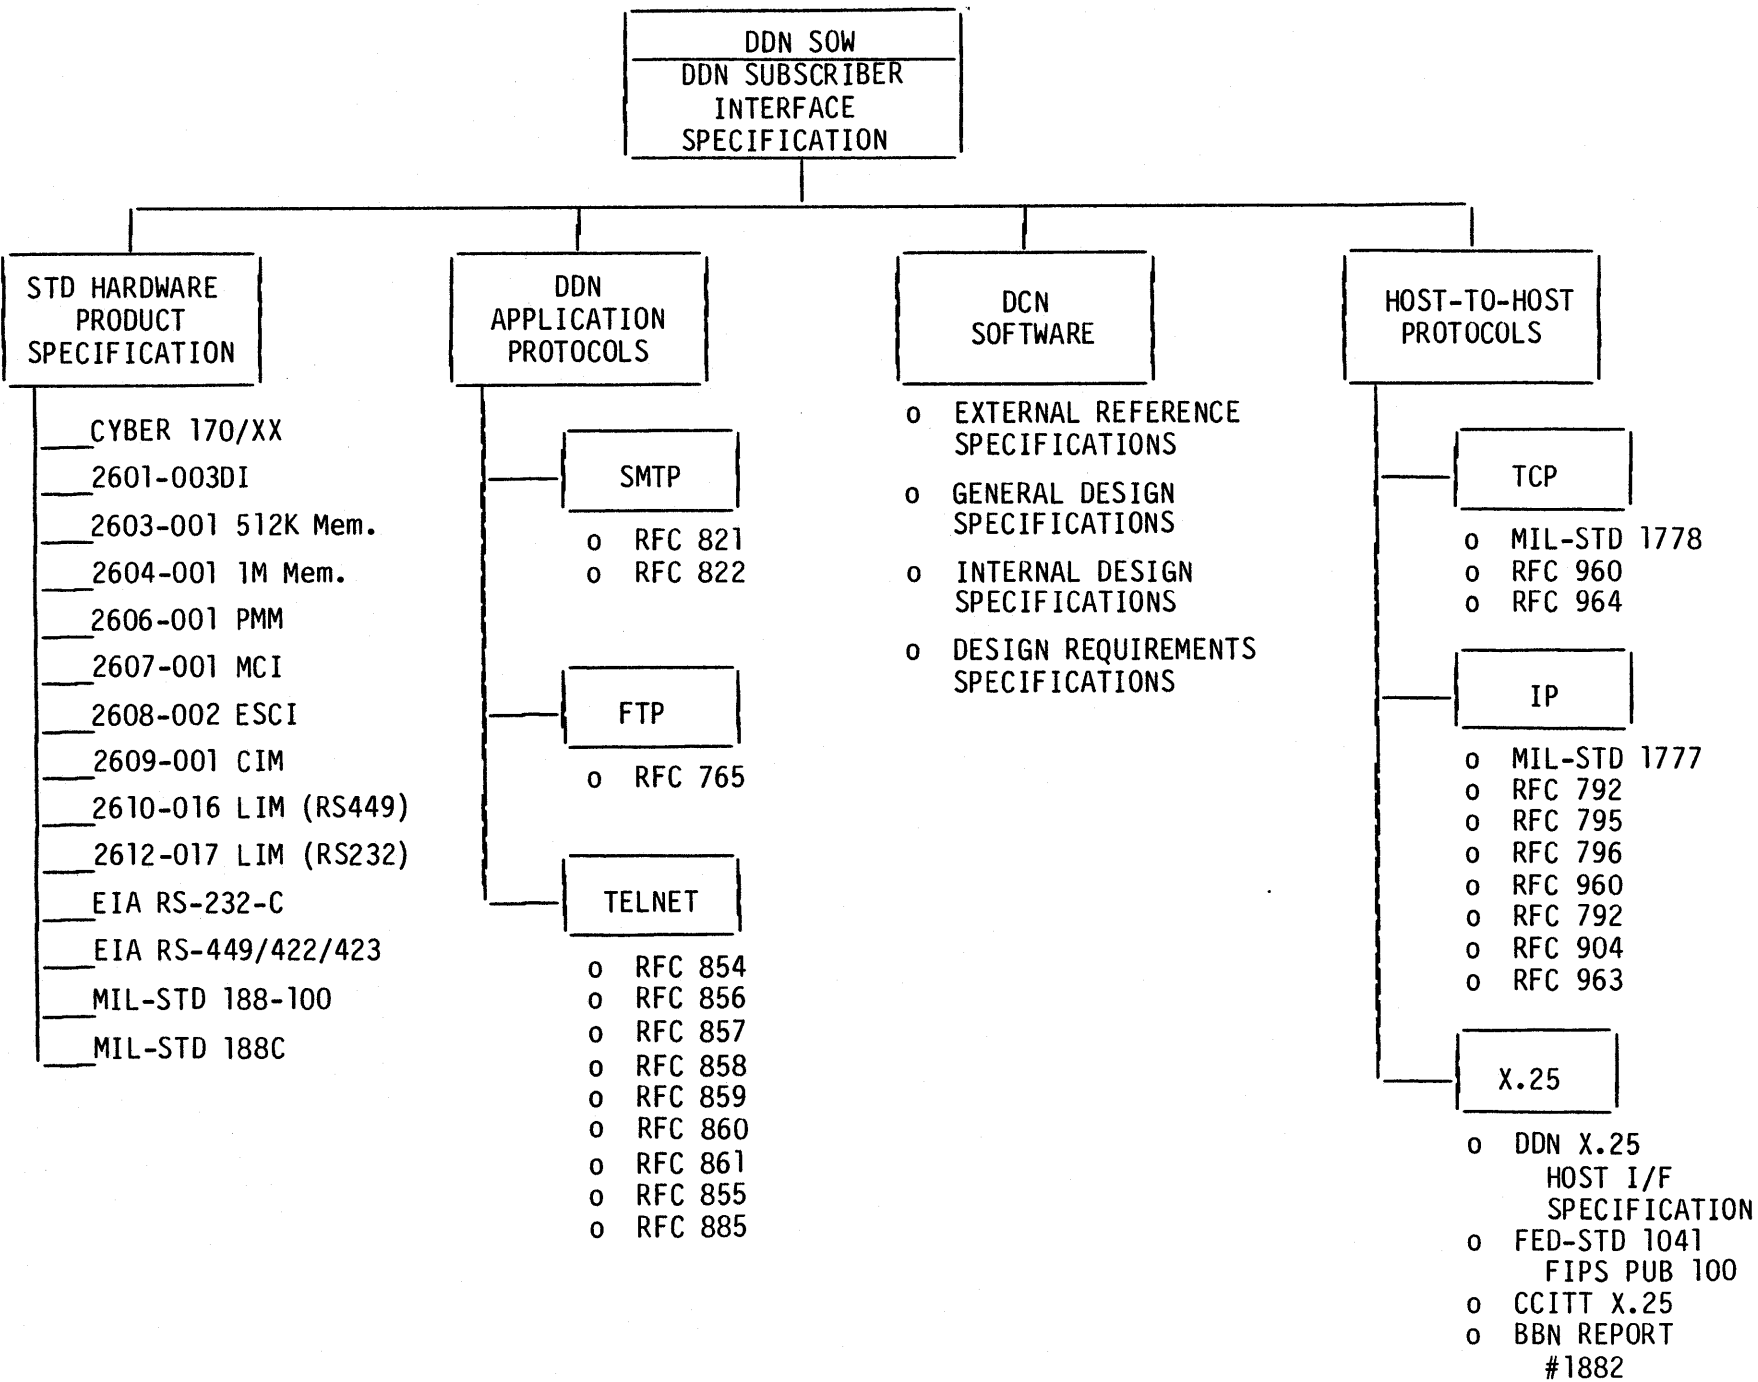 DDN SOW
DDN SUBSCRIBER
INTERFACE
SPECIFICATION
STD HARDWARE
PRODUCT
SPECIFICATION
CYBER 170/XX
2601-003DI
2603-001 512K Mem.
2604-001 1M Mem.
2606-001 PMM
2607-001 MCI
2608-002 ESCI
2609-001 CIM
2610-016 LIM (RS449)
2612-017 LIM (RS232)
EIA RS-232-C
EIA RS-449/422/423
MIL-STD 188-100
MIL-STD 188C
DDN
APPLICATION
PROTOCOLS
SMTP
o RFC 821
o RFC 822
FTP
o RFC 765
TELNET
o RFC 854
o RFC 856
o RFC 857
o RFC 858
o RFC 859
o RFC 860
o RFC 861
o RFC 855
o RFC 885
DCN
SOFTWARE
o EXTERNAL REFERENCE
SPECIFICATIONS
o GENERAL DESIGN
SPECIFICATIONS
o INTERNAL DESIGN
SPECIFICATIONS
o DESIGN REQUIREMENTS
SPECIFICATIONS
HOST-TO-HOST
PROTOCOLS
TCP
o MIL-STD 1778
o RFC 960
o RFC 964
IP
o MIL-STD 1777
o RFC 792
o RFC 795
o RFC 796
o RFC 960
o RFC 792
o RFC 904
o RFC 963
X.25
o DDN X.25
HOST I/F
SPECIFICATION
o FED-STD 1041
FIPS PUB 100
o CCITT X.25
o BBN REPORT
#1882